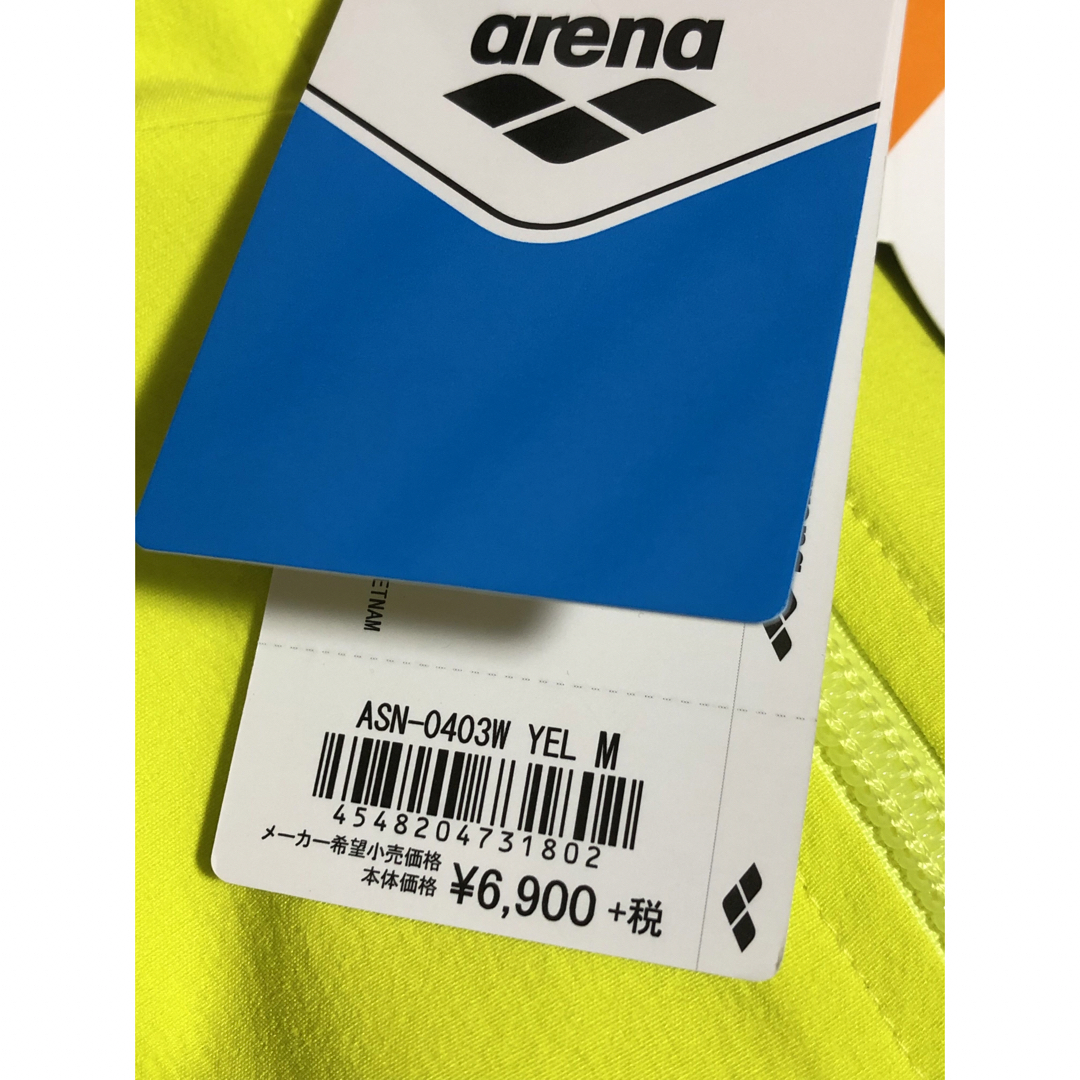 arena
ETNAM
ASN-0403W YEL M
4548204731802
メーカー希望小売価格
本体価格 ¥6,900 +税